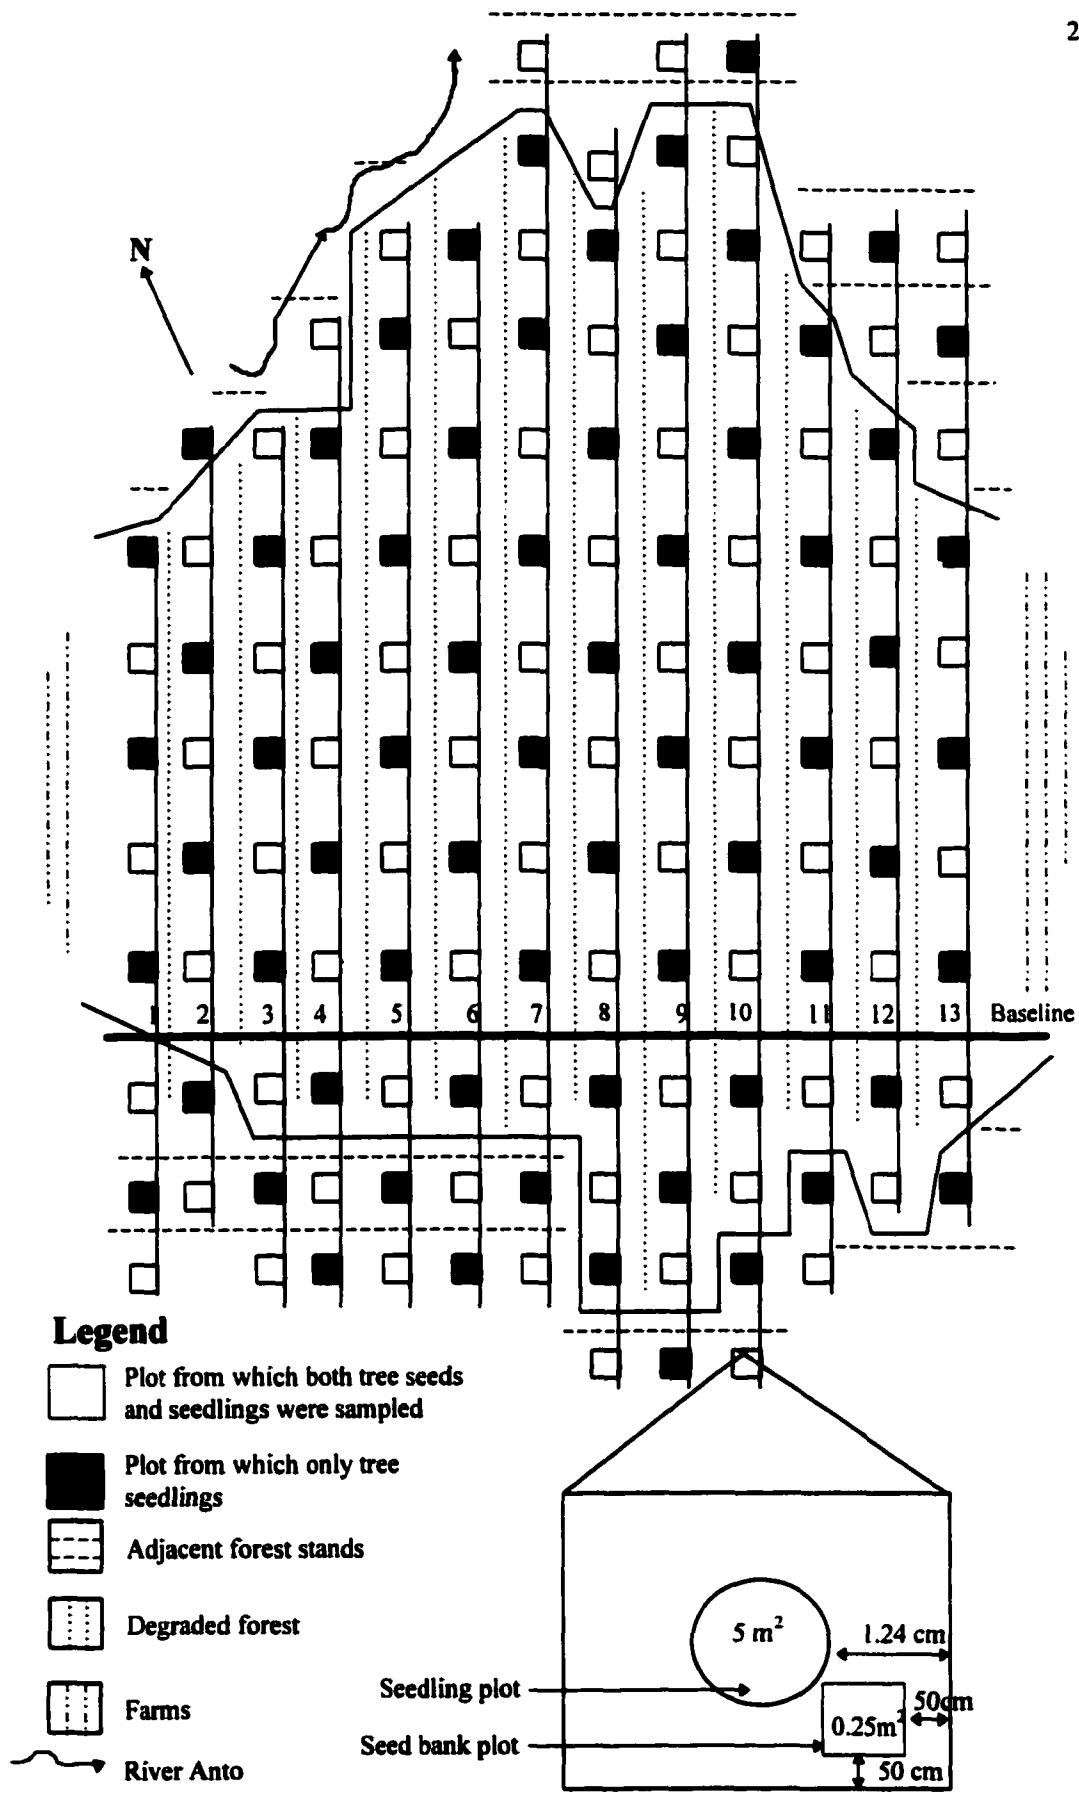 2
N
1 2 3 4 5 6 7 8 9 10 11 12 13 Baseline
Legend
Plot from which both tree seeds
and seedlings were sampled
Plot from which only tree
seedlings
Adjacent forest stands
Degraded forest
Farms
River Anto
5 m²
1.24 cm
Seedling plot
50cm
0.25m²
Seed bank plot
50 cm